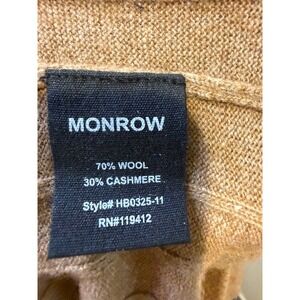 MONROW
70% WOOL
30% CASHMERE
Style# HB0325-11
RN#119412